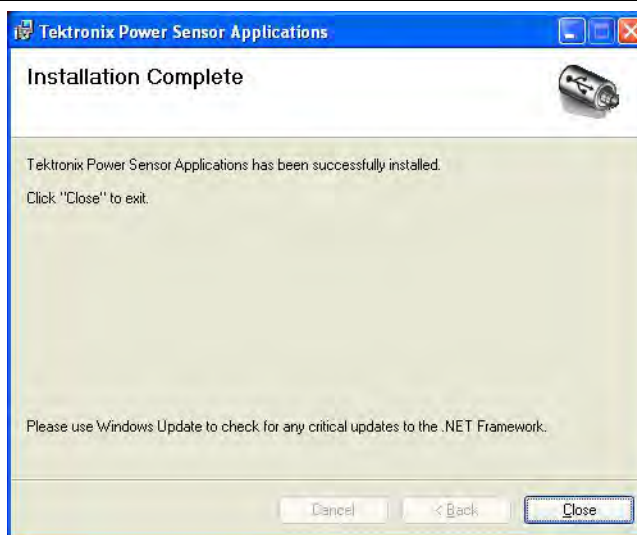 Tektronix Power Sensor Applications
Installation Complete
Tektronix Power Sensor Applications has been successfully installed.
Click "Close" to exit.
Please use Windows Update to check for any critical updates to the .NET Framework.
Cancel < Back Close